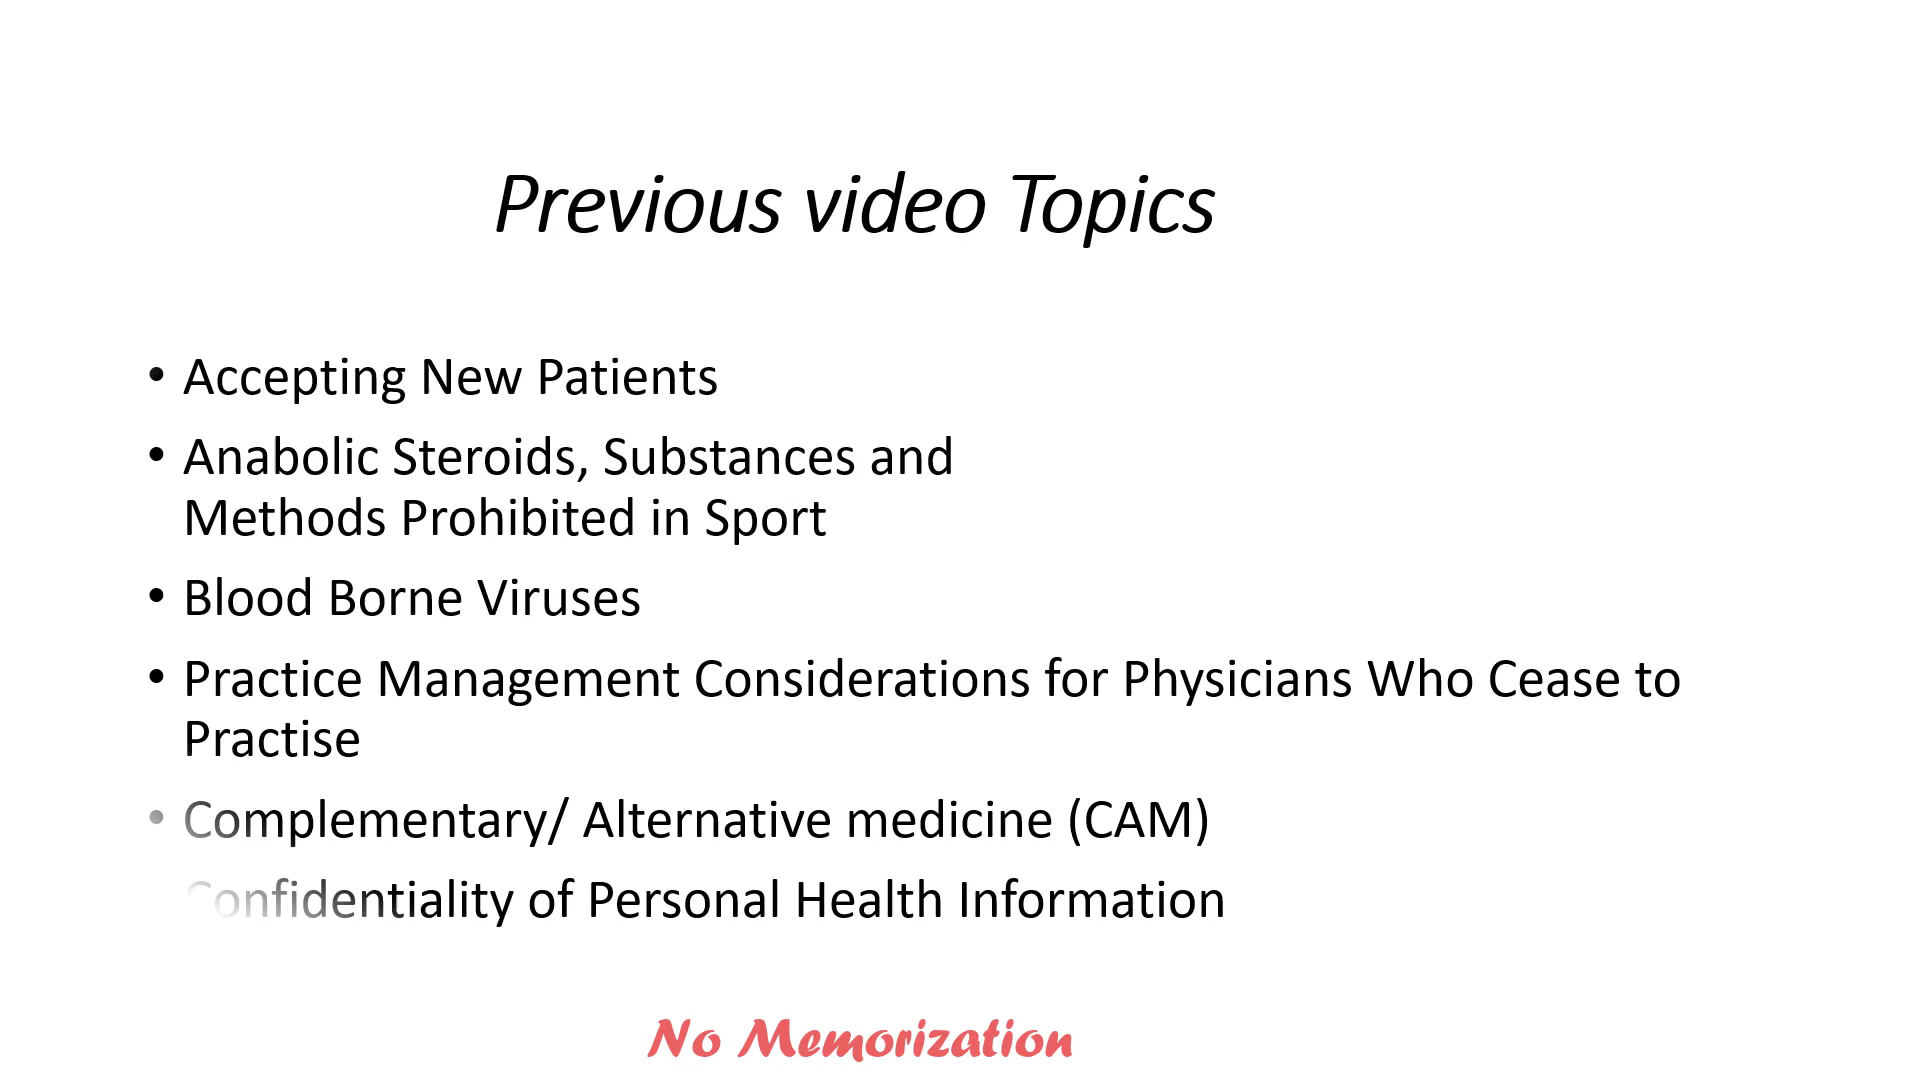 Previous video Topics
• Accepting New Patients
• Anabolic Steroids, Substances and
Methods Prohibited in Sport
• Blood Borne Viruses
• Practice Management Considerations for Physicians Who Cease to
Practise
• Complementary/ Alternative medicine (CAM)
Confidentiality of Personal Health Information
No Memorization